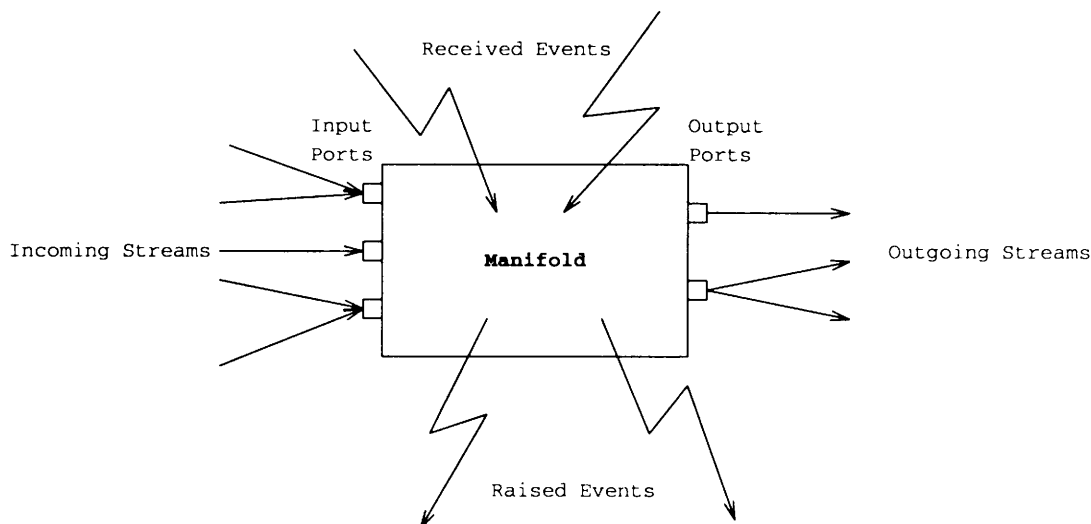 Received Events
Input
Ports
Output
Ports
Incoming Streams
Manifold
Outgoing Streams
Raised Events